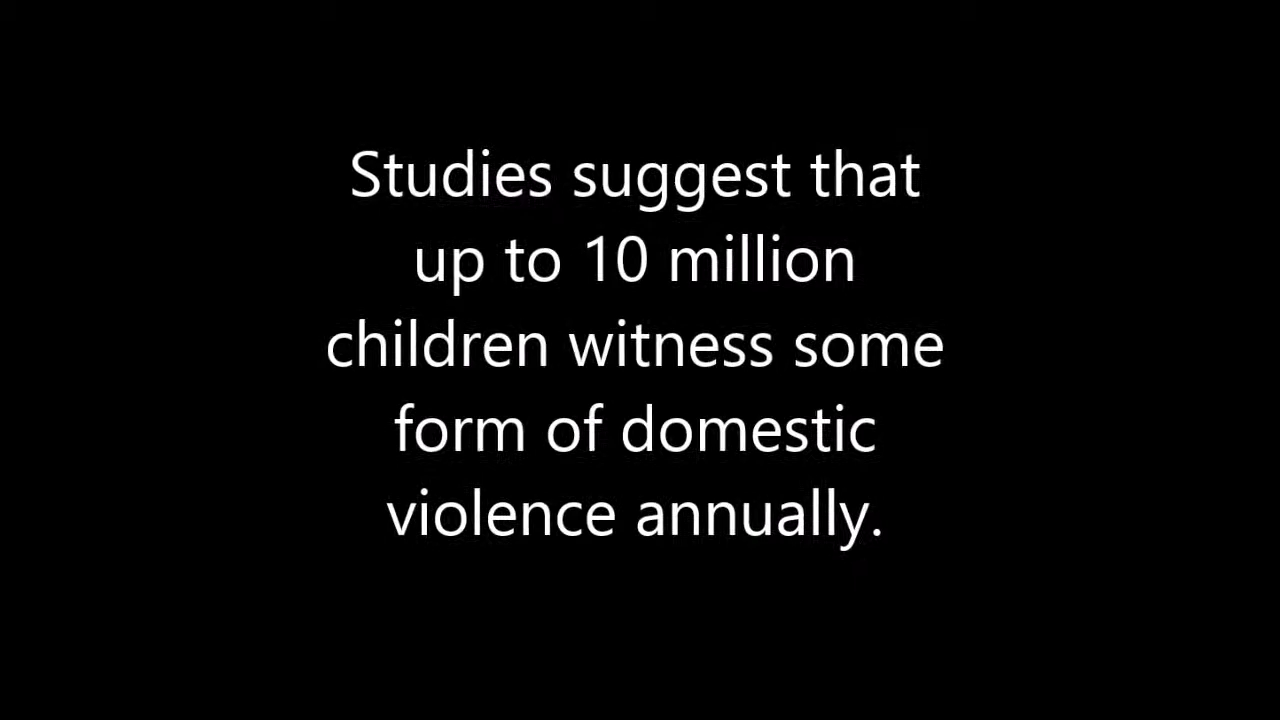 Studies suggest that
up to 10 million
children witness some
form of domestic
violence annually.